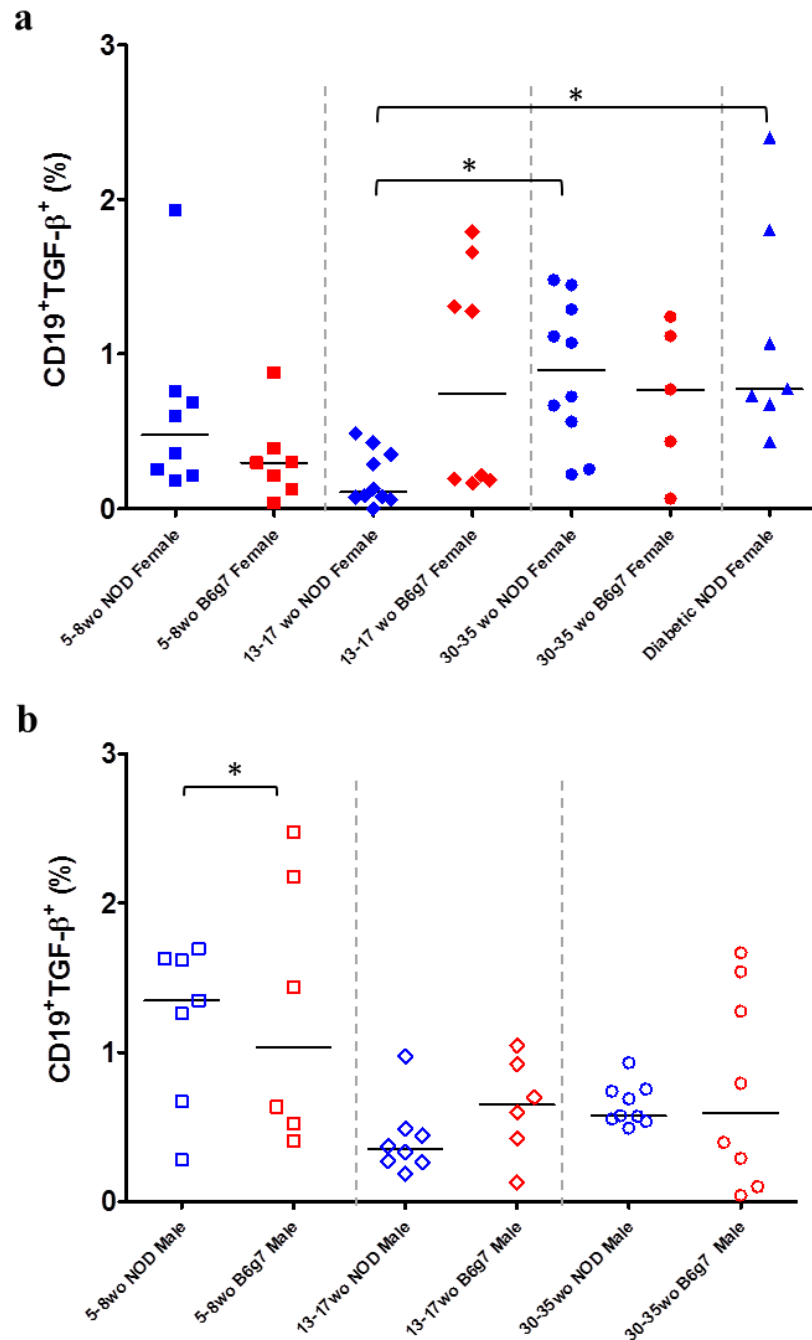 a
3
2
1
0
CD19+TGF-β+ (%)
*
*
5-8wo NOD Female
5-8wo B6g7 Female
13-17 wo NOD Female
13-17 wo B6g7 Female
30-35 wo NOD Female
30-35 wo B6g7 Female
Diabetic NOD Female
b
3
2
1
0
CD19+TGF-β+ (%)
*
5-8wo NOD Male
5-8wo B6g7 Male
13-17wo NOD Male
13-17wo B6g7 Male
30-35wo NOD Male
30-35wo B6g7 Male